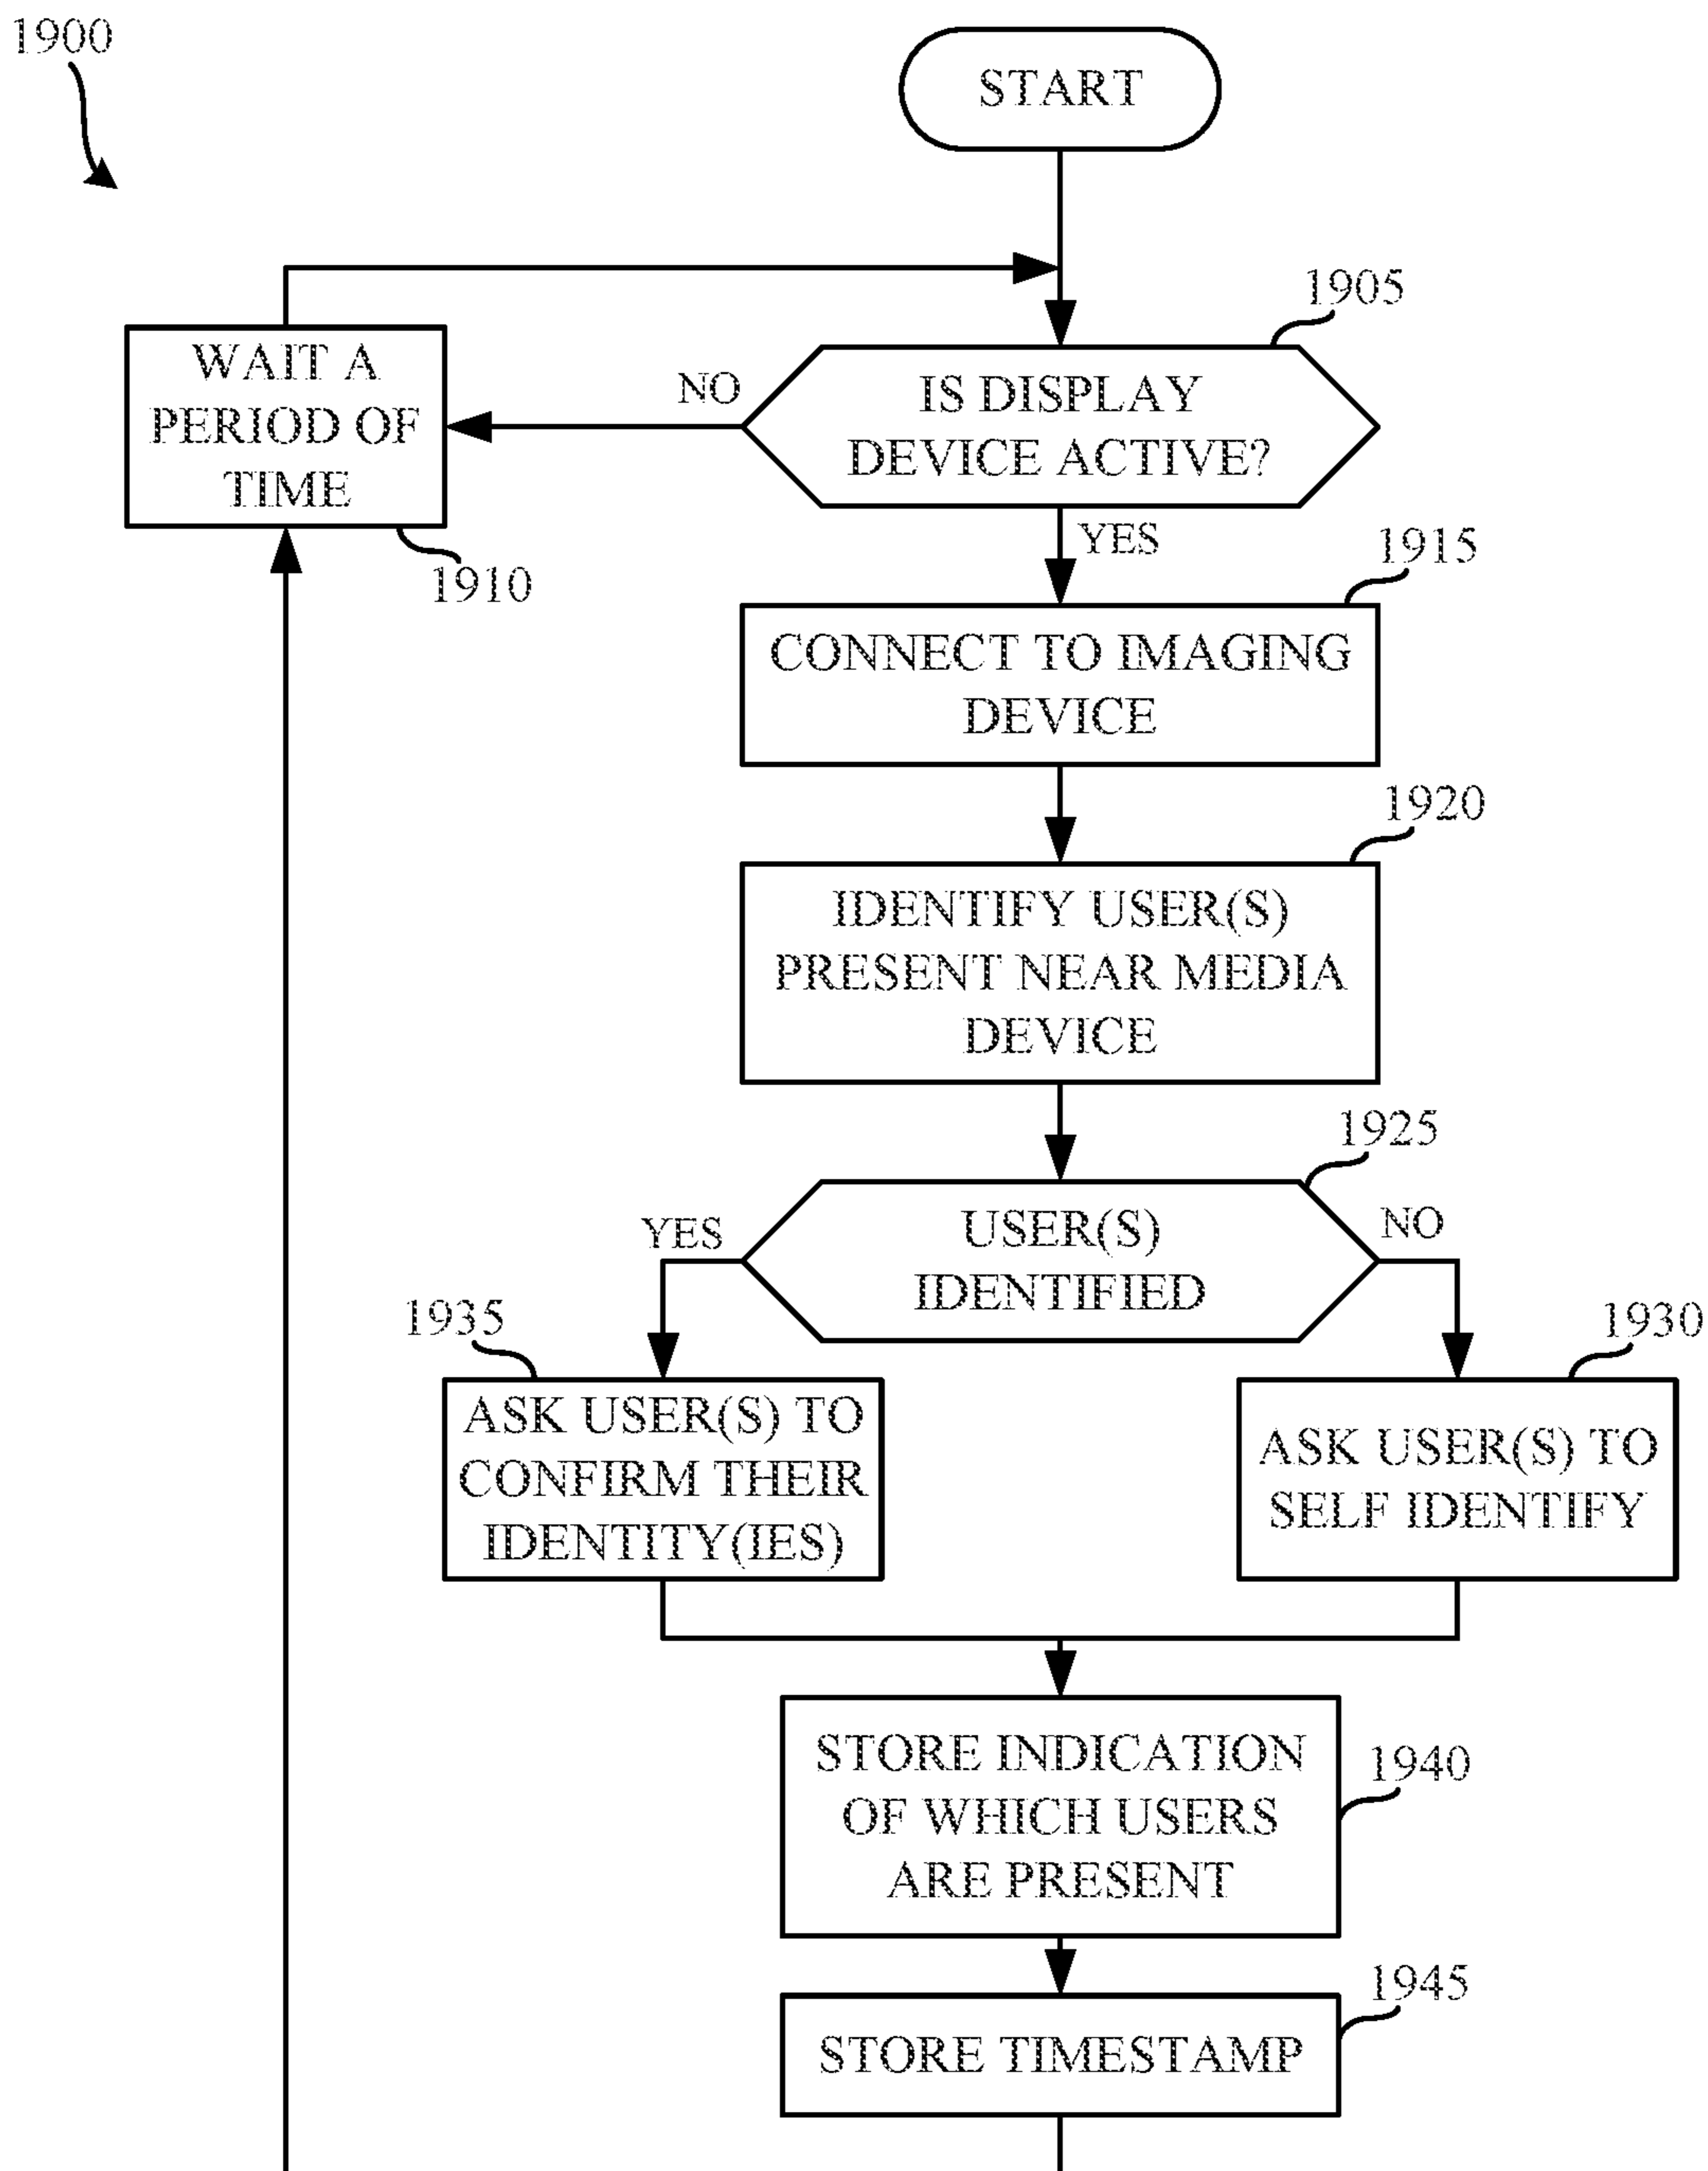 1900
START
1905
WAIT A
PERIOD OF
TIME
1910
NO
IS DISPLAY
DEVICE ACTIVE?
YES
1915
CONNECT TO IMAGING
DEVICE
1920
IDENTIFY USER(S)
PRESENT NEAR MEDIA
DEVICE
1925
YES
USER(S)
IDENTIFIED
NO
1935
ASK USER(S) TO
CONFIRM THEIR
IDENTITY(IES)
1930
ASK USER(S) TO
SELF IDENTIFY
STORE INDICATION
OF WHICH USERS
ARE PRESENT
1940
1945
STORE TIMESTAMP